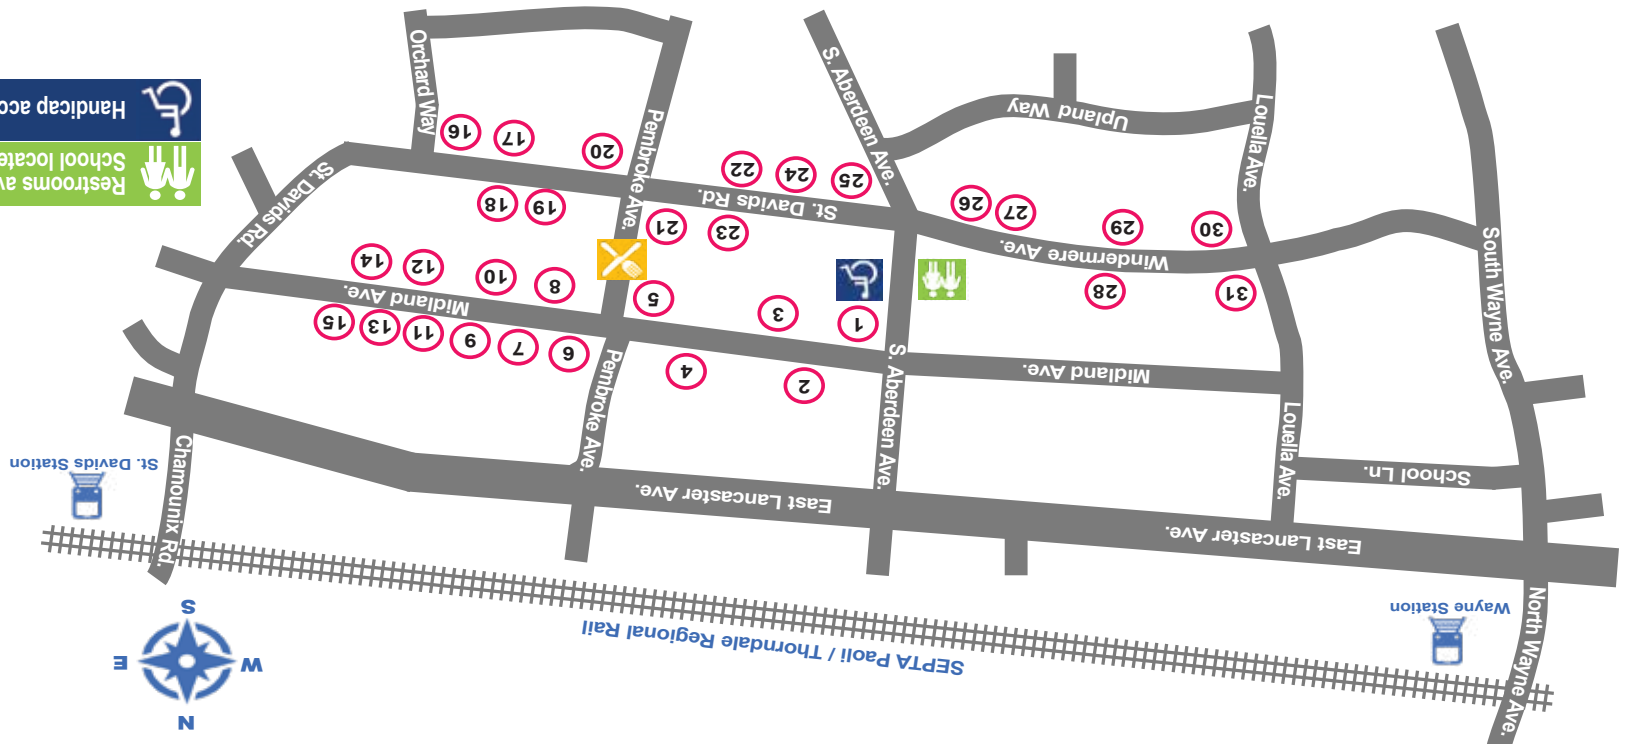 North Wayne Ave.
N
SEPTA Paoli / Thorndale Regional Rail
W
E
S
Wayne Station
East Lancaster Ave.
East Lancaster Ave.
Chamounix Rd.
St. Davids Station
School Ln.
Louella Ave.
S. Aberdeen Ave.
Pembroke Ave.
Midland Ave.
2
4
6
7
9
11
13
15
1
3
5
Midland Ave.
31
28
8
10
12
14
Windermere Ave.
30
29
27
26
23
21
19
18
St. Davids Rd.
St. Davids Rd.
South Wayne Ave.
25
24
22
20
17
16
Louella Ave.
Upland Way
S. Aberdeen Ave.
Pembroke Ave.
Orchard Way
Restrooms av
School locate
Handicap acc